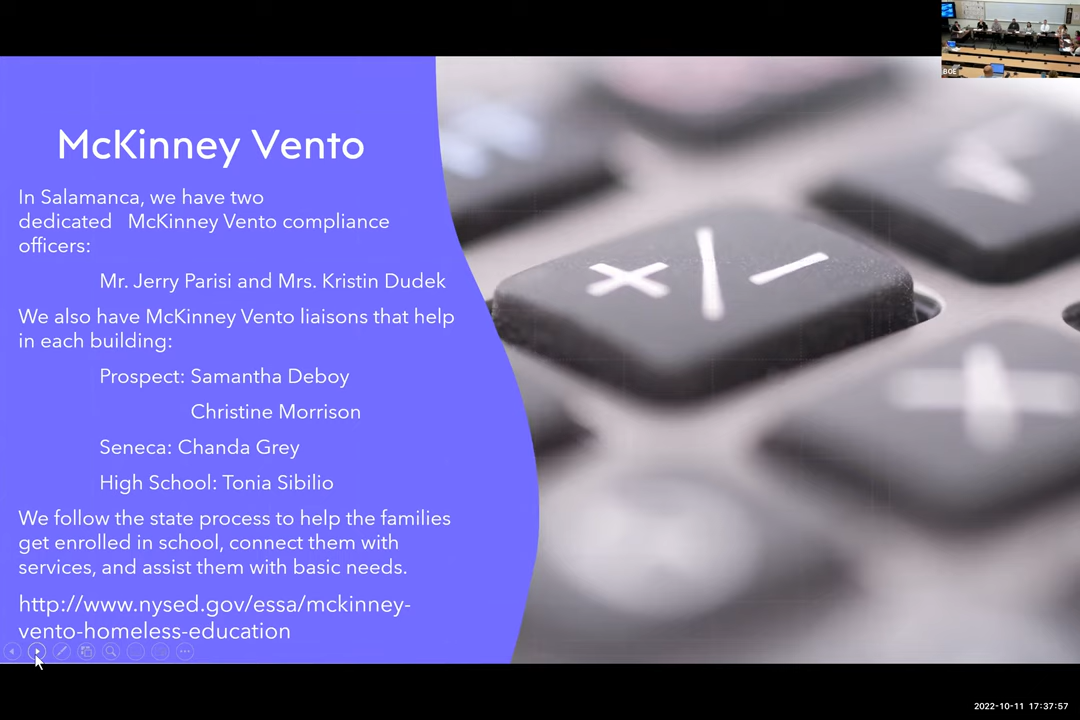 BOE
McKinney Vento
In Salamanca, we have two
dedicated   McKinney Vento compliance
officers:
Mr. Jerry Parisi and Mrs. Kristin Dudek
We also have McKinney Vento liaisons that help
in each building:
Prospect: Samantha Deboy
Christine Morrison
Seneca: Chanda Grey
High School: Tonia Sibilio
We follow the state process to help the families
get enrolled in school, connect them with
services, and assist them with basic needs.
http://www.nysed.gov/essa/mckinney-
vento-homeless-education
+/-
2022-10-11 17:37:57